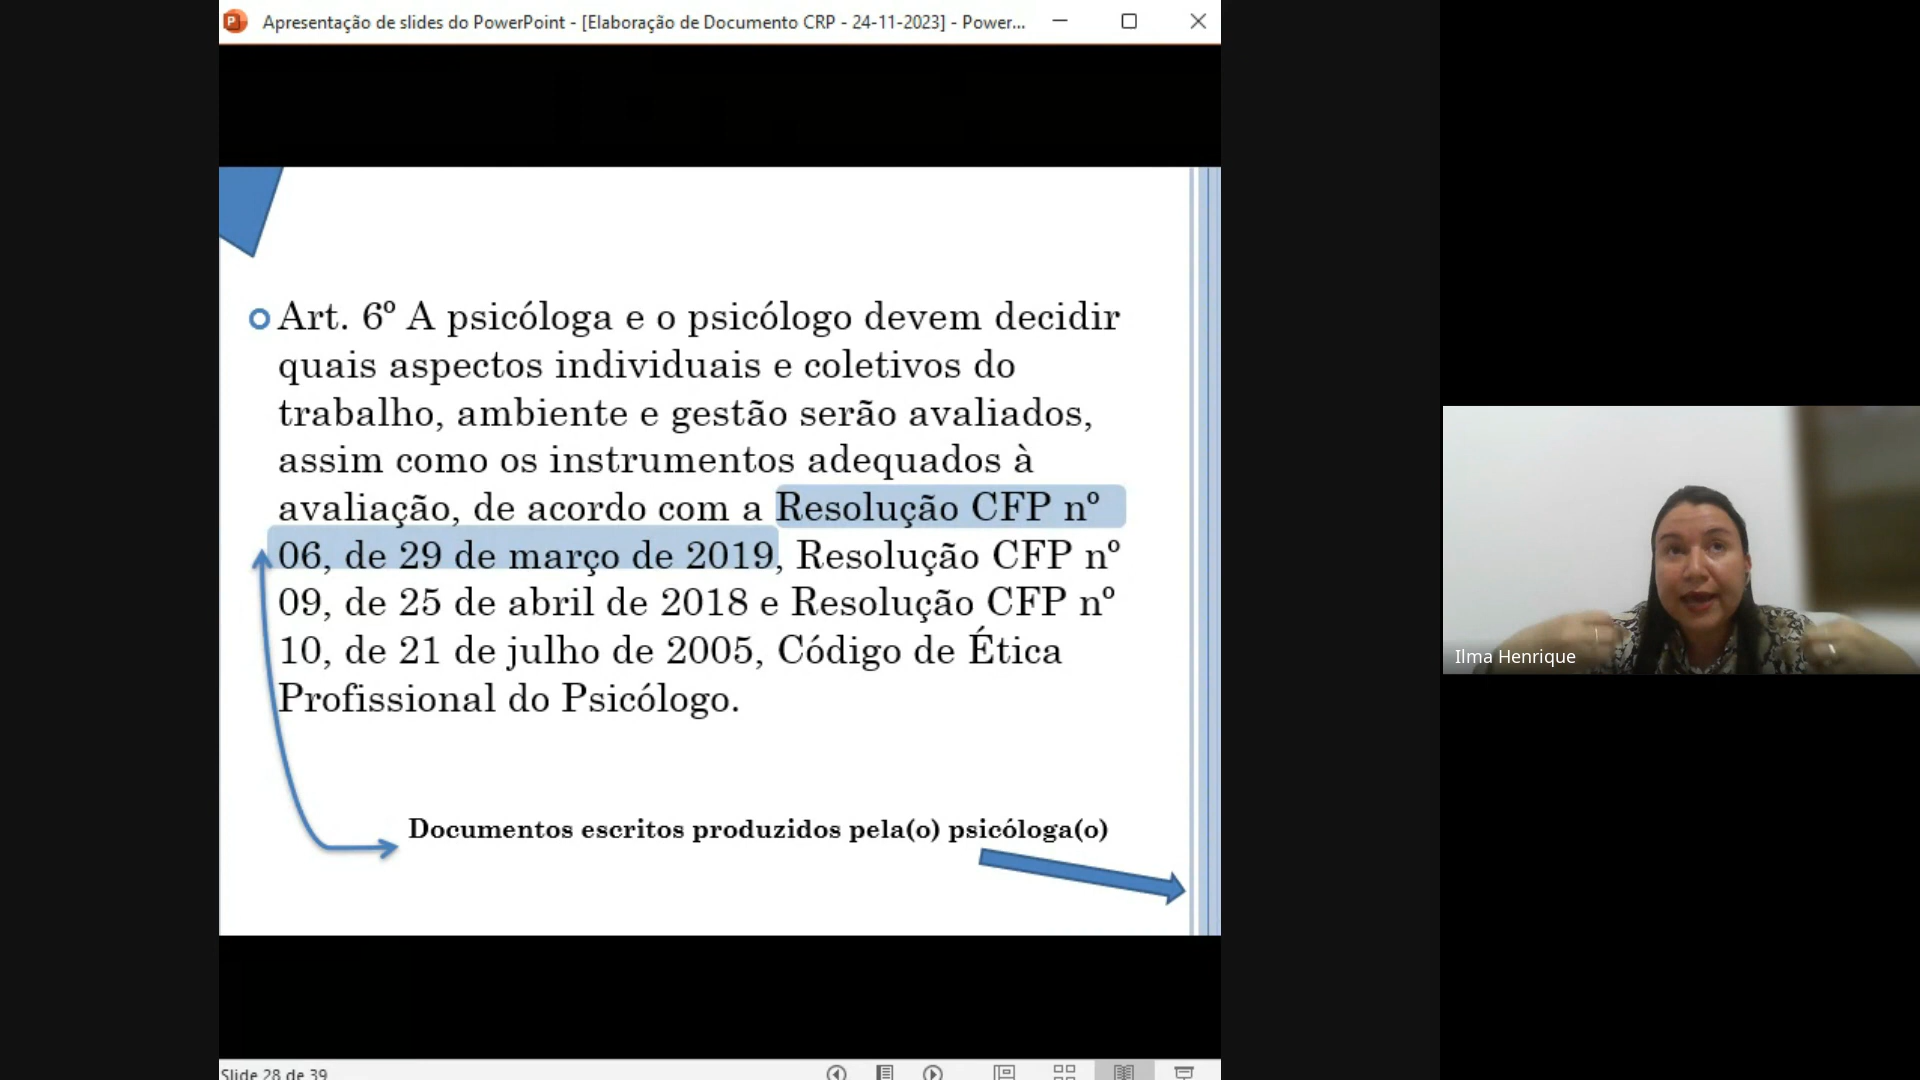 Apresentação de slides do PowerPoint - [Elaboração de Documento CRP - 24-11-2023] - Power...
Art. 6º A psicóloga e o psicólogo devem decidir
quais aspectos individuais e coletivos do
trabalho, ambiente e gestão serão avaliados,
assim como os instrumentos adequados à
avaliação, de acordo com a Resolução CFP nº
06, de 29 de março de 2019, Resolução CFP nº
09, de 25 de abril de 2018 e Resolução CFP nº
10, de 21 de julho de 2005, Código de Ética
Profissional do Psicólogo.
Documentos escritos produzidos pela(o) psicóloga(o)
Ilma Henrique
Slide 28 de 39